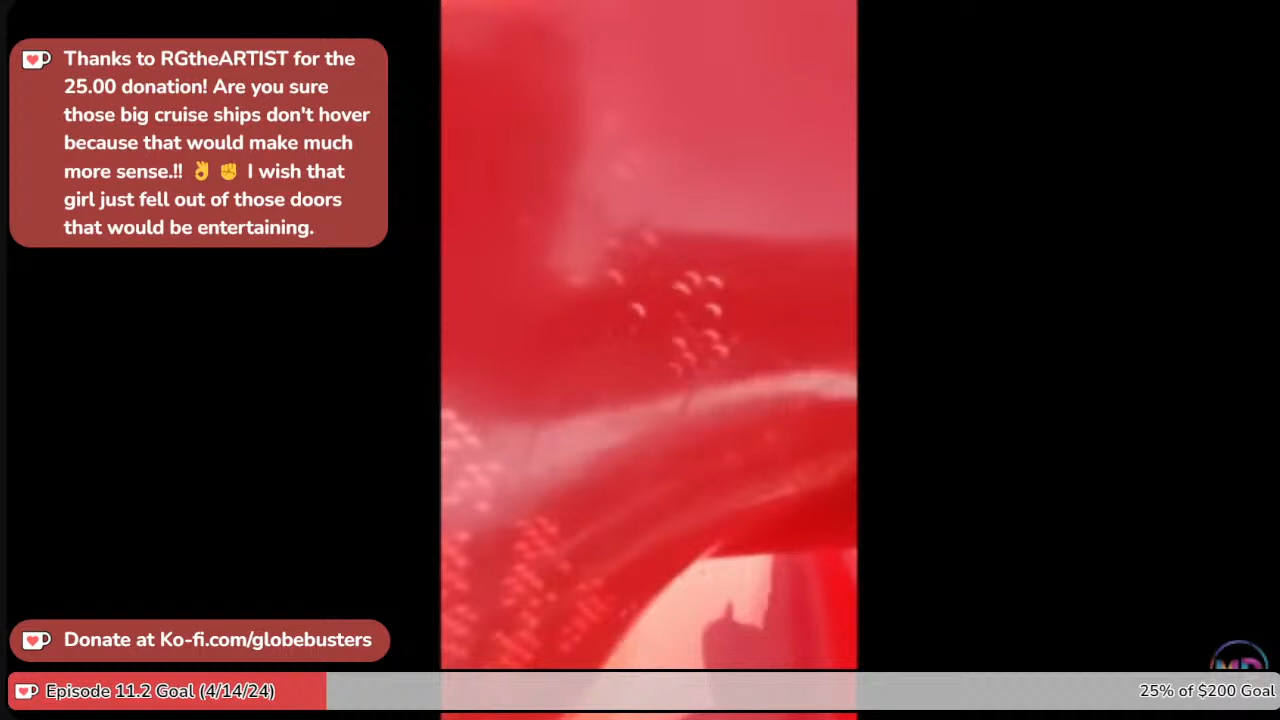 Thanks to RGtheARTIST for the
25.00 donation! Are you sure
those big cruise ships don't hover
because that would make much
more sense.!! 👌 ✊ I wish that
girl just fell out of those doors
that would be entertaining.
Donate at Ko-fi.com/globebusters
Episode 11.2 Goal (4/14/24)
25% of $200 Goal